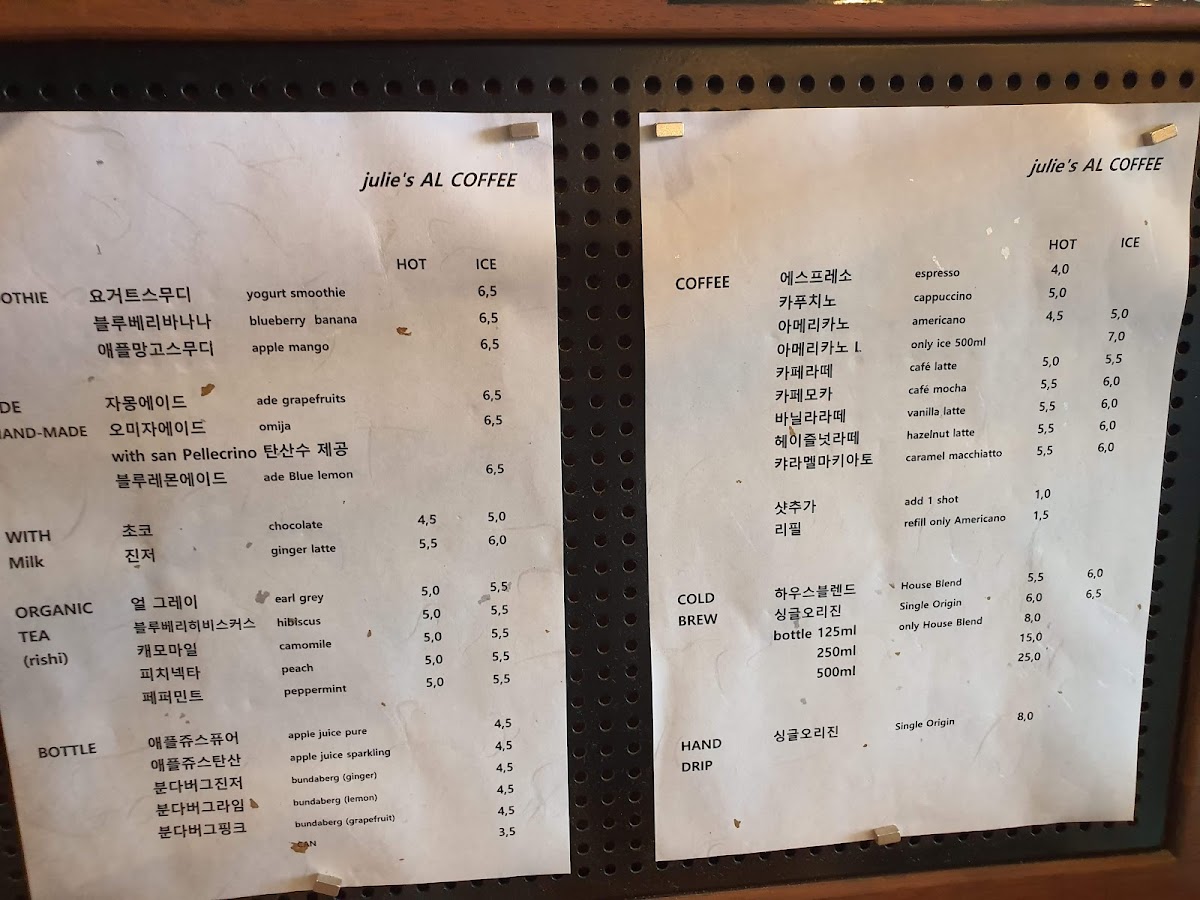 julie's AL COFFEE
HOT ICE
OTHIE 요거트스무디 yogurt smoothie 6,5
블루베리바나나 blueberry banana 6,5
애플망고스무디 apple mango 6,5
DE 자몽에이드 ade grapefruits 6,5
HAND-MADE 오미자에이드 omija 6,5
with san Pellecrino 탄산수 제공
블루레몬에이드 ade Blue lemon 6,5
WITH 초코 chocolate 4,5 5,0
Milk 진저 ginger latte 5,5 6,0
ORGANIC 얼 그레이 earl grey 5,0 5,5
TEA 블루베리히비스커스 hibiscus 5,0 5,5
(rishi) 캐모마일 camomile 5,0 5,5
피치넥타 peach 5,0 5,5
페퍼민트 peppermint 5,0 5,5
BOTTLE 애플쥬스퓨어 apple juice pure 4,5
애플쥬스탄산 apple juice sparkling 4,5
분다버그진저 bundaberg (ginger) 4,5
분다버그라임 bundaberg (lemon) 4,5
분다버그핑크 bundaberg (grapefruit) 4,5
CAN 3,5
julie's AL COFFEE
HOT ICE
COFFEE 에스프레소 espresso 4,0
카푸치노 cappuccino 5,0
아메리카노 americano 4,5 5,0
아메리카노 L only ice 500ml 7,0
카페라떼 café latte 5,0 5,5
카페모카 café mocha 5,5 6,0
바닐라라떼 vanilla latte 5,5 6,0
헤이즐넛라떼 hazelnut latte 5,5 6,0
캬라멜마키아토 caramel macchiatto 5,5 6,0
샷추가 add 1 shot 1,0
리필 refill only Americano 1,5
COLD 하우스블렌드 House Blend 5,5 6,0
BREW 싱글오리진 Single Origin 6,0 6,5
bottle 125ml only House Blend 8,0
250ml 15,0
500ml 25,0
HAND 싱글오리진 Single Origin 8,0
DRIP